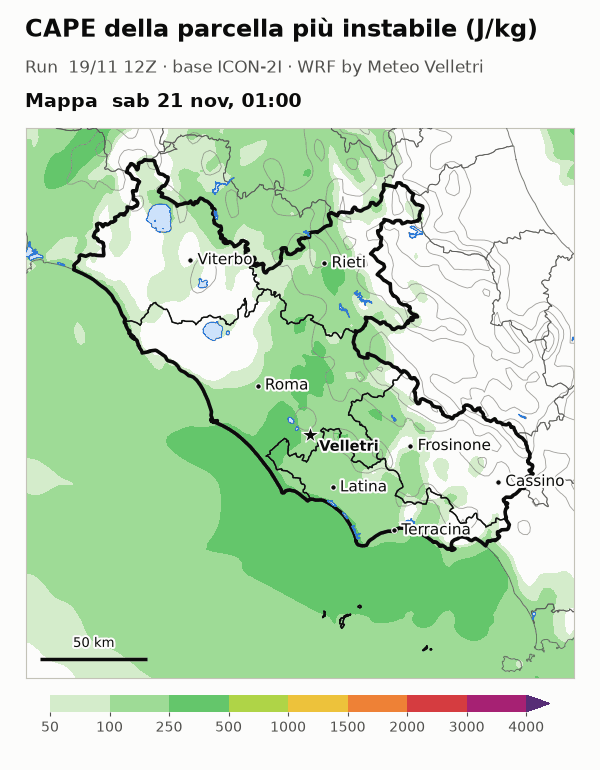 CAPE della parcella più instabile (J/kg)
Run  19/11 12Z · base ICON-2I · WRF by Meteo Velletri
Mappa  sab 21 nov, 01:00
Viterbo
Rieti
Roma
Velletri
Frosinone
Cassino
Latina
Terracina
50 km
50 100 250 500 1000 1500 2000 3000 4000